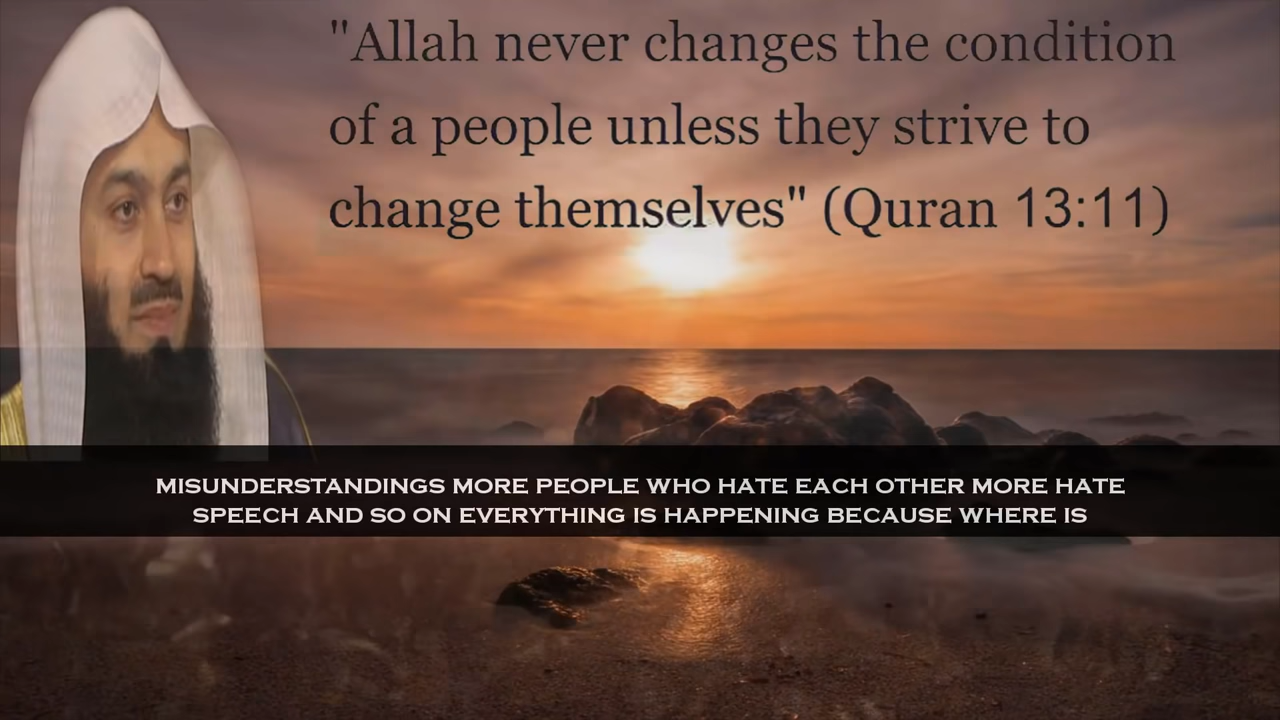 "Allah never changes the condition
of a people unless they strive to
change themselves" (Quran 13:11)
MISUNDERSTANDINGS MORE PEOPLE WHO HATE EACH OTHER MORE HATE
SPEECH AND SO ON EVERYTHING IS HAPPENING BECAUSE WHERE IS